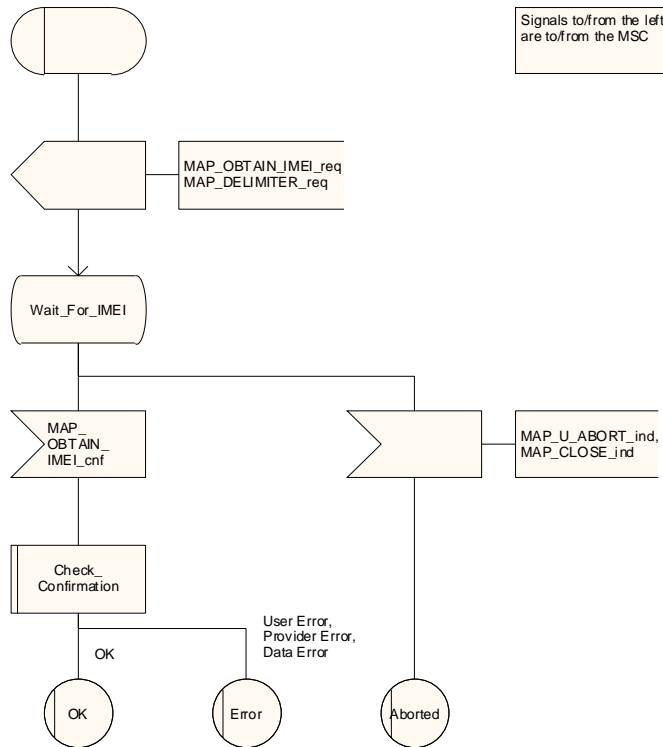 Signals to/from the left
are to/from the MSC
MAP_OBTAIN_IMEI_req
MAP_DELIMITER_req
Wait_For_IMEI
MAP_
OBTAIN_
IMEI_cnf
MAP_U_ABORT_ind,
MAP_CLOSE_ind
Check_
Confirmation
User Error,
Provider Error,
Data Error
OK
OK
Error
Aborted